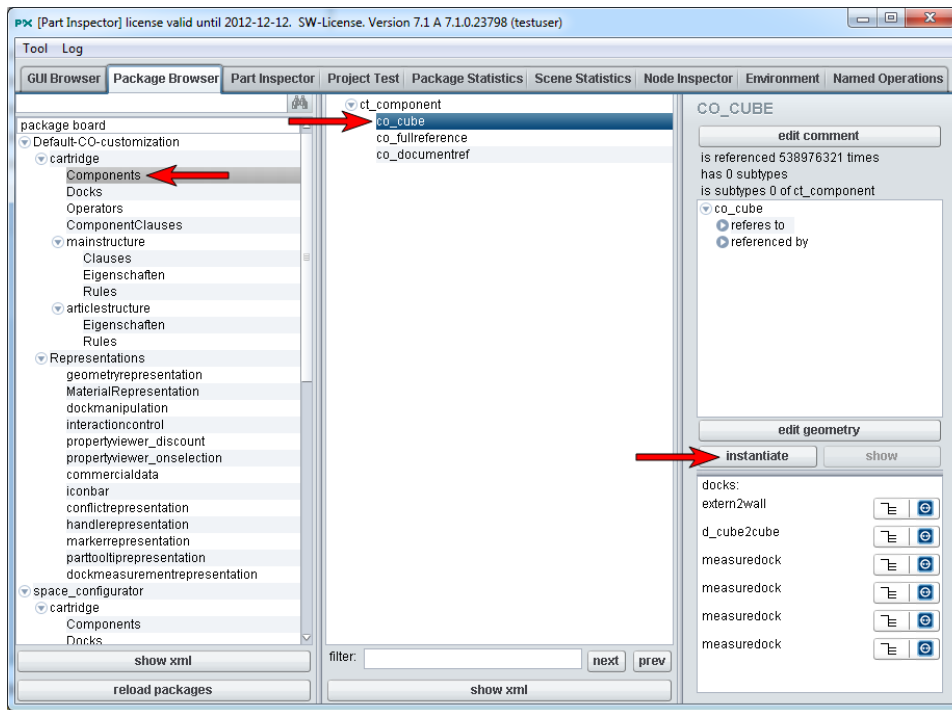 [Part Inspector] license valid until 2012-12-12. SW-License. Version 7.1 A 7.1.0.23798 (testuser)
Tool Log
GUI Browser Package Browser Part Inspector Project Test Package Statistics Scene Statistics Node Inspector Environment Named Operations
package board
Default-CO-customization
cartridge
Components
Docks
Operators
ComponentClauses
mainstructure
Clauses
Eigenschaften
Rules
articlestructure
Eigenschaften
Rules
Representations
geometryrepresentation
MaterialRepresentation
dockmanipulation
interactioncontrol
propertyviewer_discount
propertyviewer_onselection
commercialdata
iconbar
conflictrepresentation
handlerepresentation
markerrepresentation
parttooltiprepresentation
dockmeasurementrepresentation
space_configurator
cartridge
Components
Docks
show xml
reload packages
ct_component
co_cube
co_fullreference
co_documentref
filter: next prev
show xml
CO_CUBE
edit comment
is referenced 538976321 times
has 0 subtypes
is subtypes 0 of ct_component
co_cube
referes to
referenced by
edit geometry
instantiate show
docks:
extern2wall
d_cube2cube
measuredock
measuredock
measuredock
measuredock